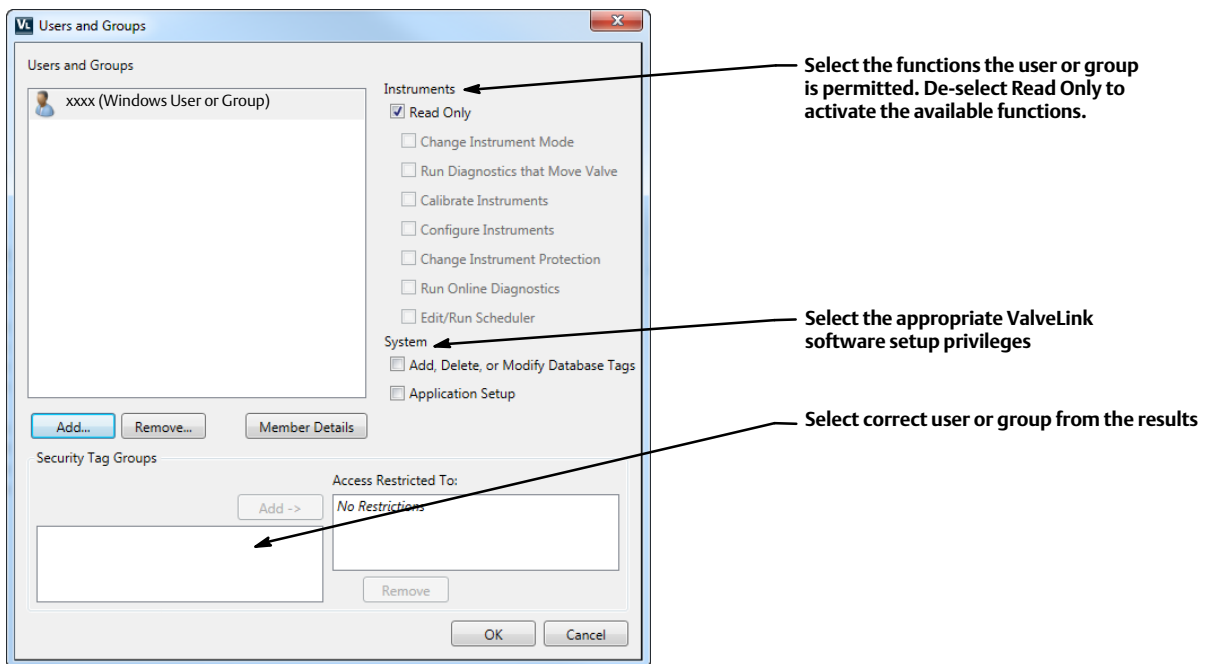 VL Users and Groups
x
Users and Groups
xxxx (Windows User or Group)
Instruments
Read Only
Change Instrument Mode
Run Diagnostics that Move Valve
Calibrate Instruments
Configure Instruments
Change Instrument Protection
Run Online Diagnostics
Edit/Run Scheduler
System
Add, Delete, or Modify Database Tags
Application Setup
Add...
Remove...
Member Details
Security Tag Groups
Access Restricted To:
Add ->
No Restrictions
Remove
OK
Cancel
Select the functions the user or group
is permitted. De-select Read Only to
activate the available functions.
Select the appropriate ValveLink
software setup privileges
Select correct user or group from the results